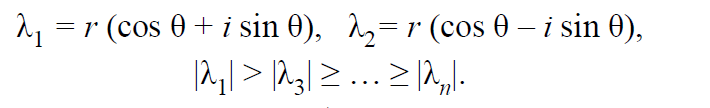 λ₁ = r (cos θ + i sin θ), λ₂= r (cos θ – i sin θ),
|λ₁| > |λ₃| ≥ … ≥ |λₙ|.